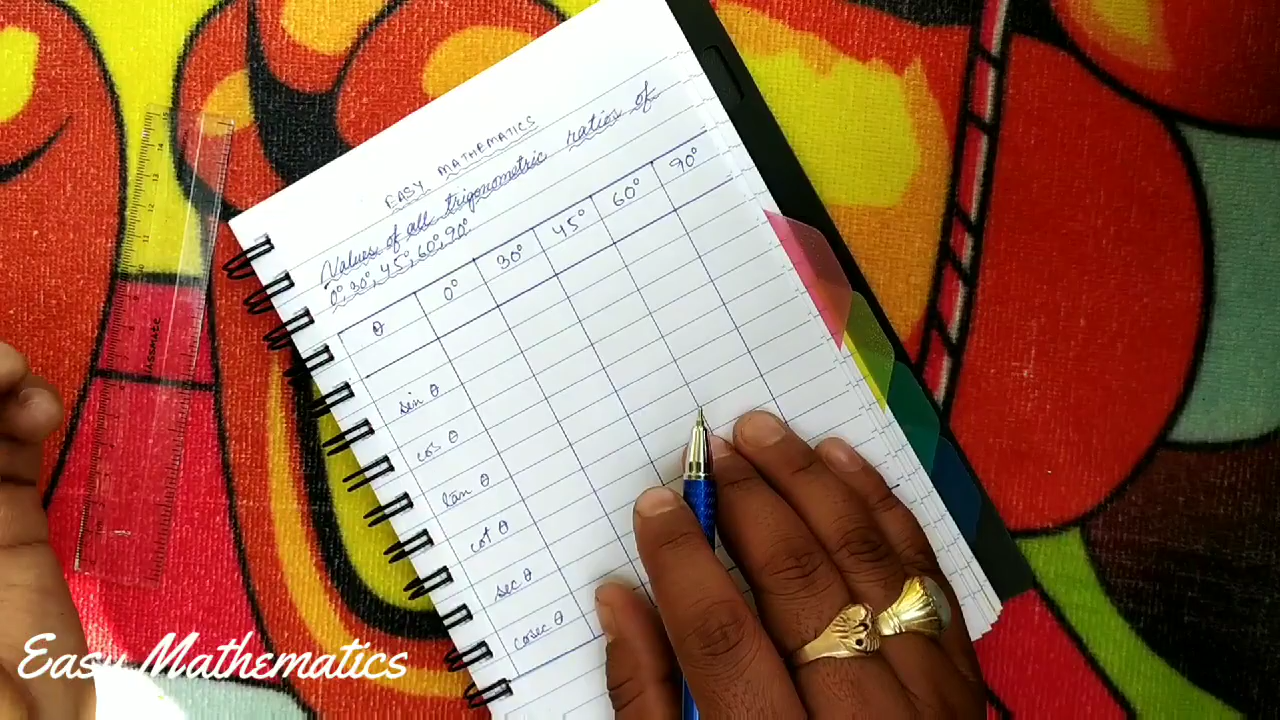 EASY MATHEMATICS
Values of all trigonometric ratios of
0°, 30°, 45°, 60°, 90°.
θ 0° 30° 45° 60° 90°
sin θ
cos θ
tan θ
cot θ
sec θ
cosec θ
Easy Mathematics